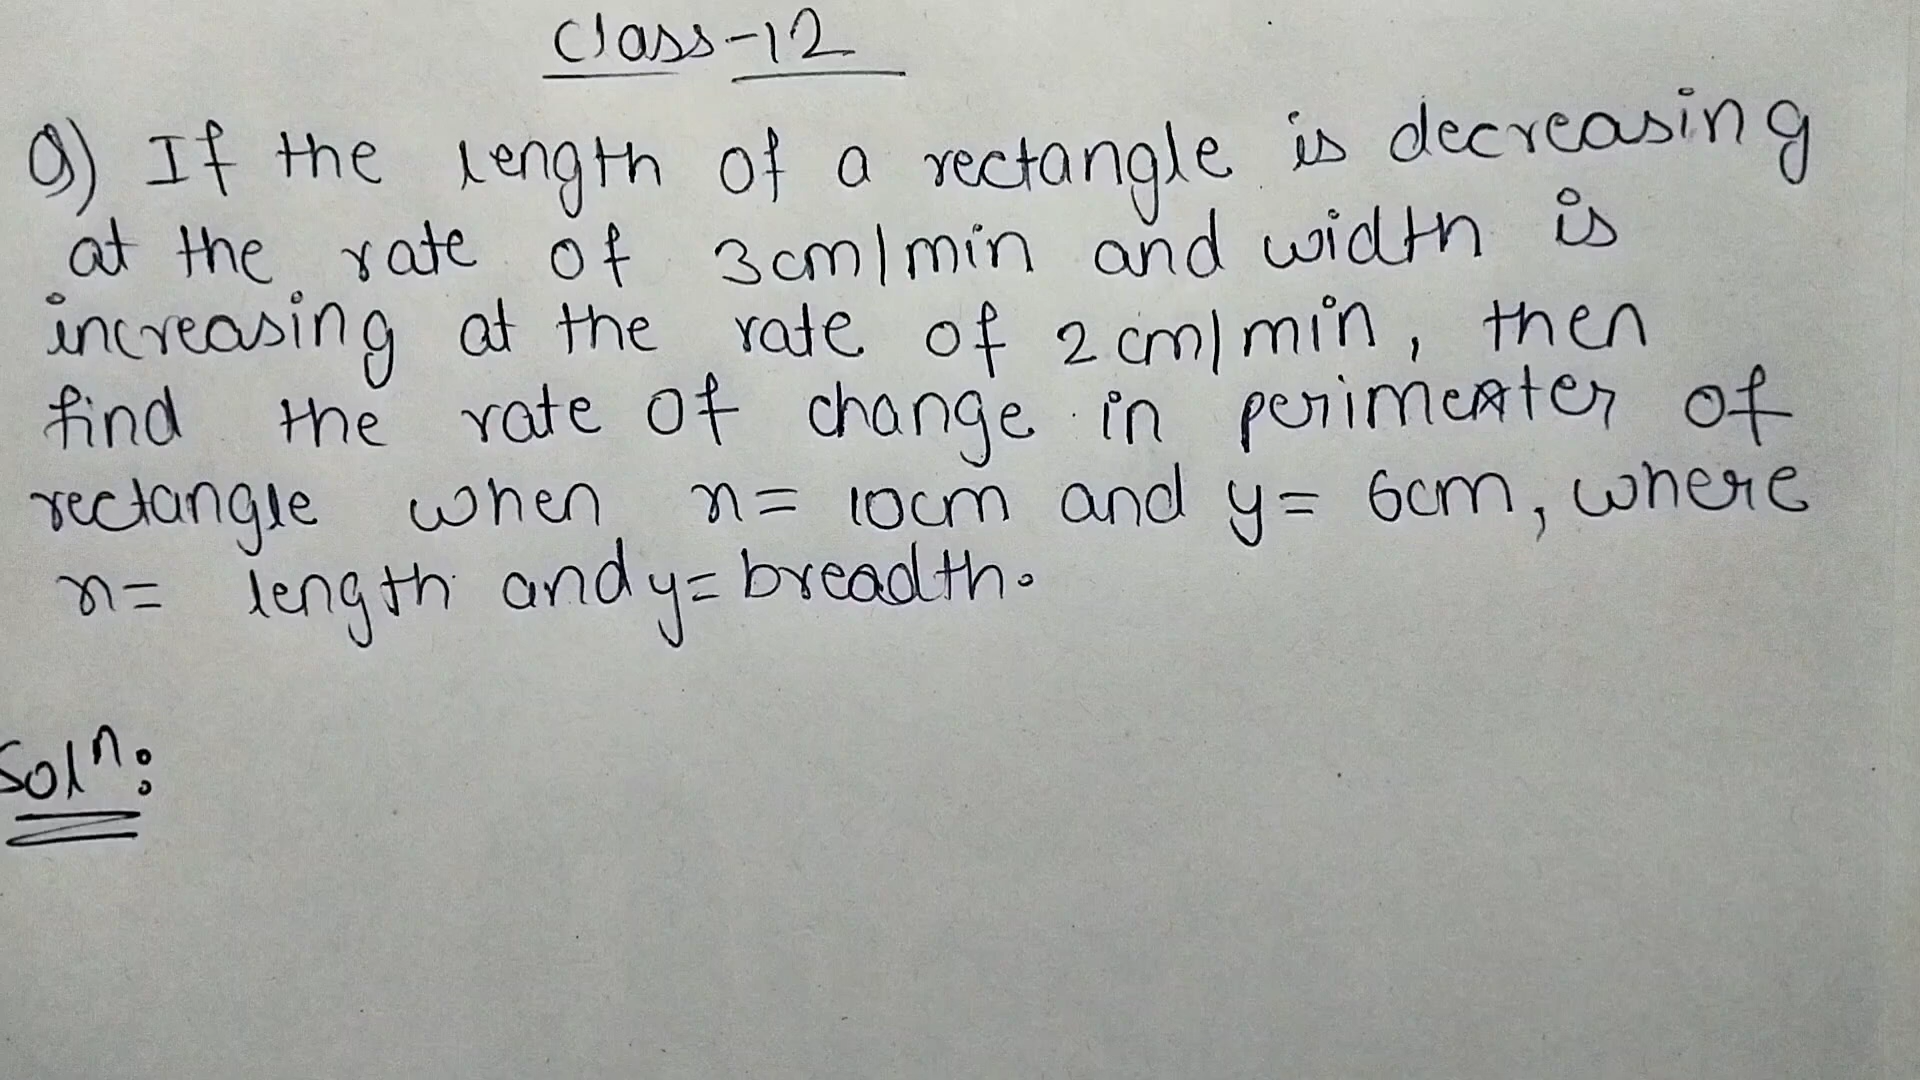 Class-12
Q) If the length of a rectangle is decreasing
at the rate of 3cm/min and width is
increasing at the rate of 2cm/min, then
find the rate of change in perimeter of
rectangle when x= 10cm and y= 6cm, where
x= length and y= breadth.
Solⁿ: